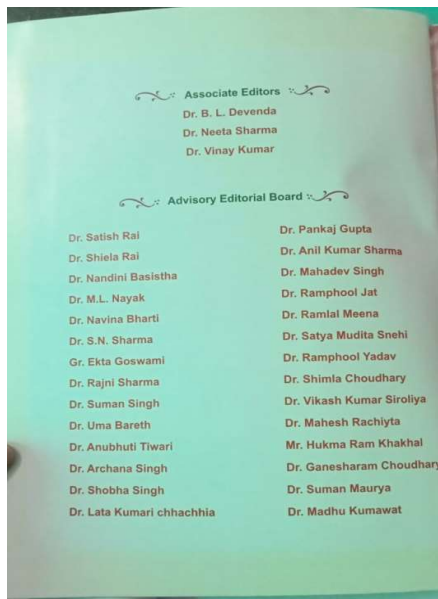 Associate Editors
Dr. B. L. Devenda
Dr. Neeta Sharma
Dr. Vinay Kumar
Advisory Editorial Board
Dr. Satish Rai
Dr. Shiela Rai
Dr. Nandini Basistha
Dr. M.L. Nayak
Dr. Navina Bharti
Dr. S.N. Sharma
Gr. Ekta Goswami
Dr. Rajni Sharma
Dr. Suman Singh
Dr. Uma Bareth
Dr. Anubhuti Tiwari
Dr. Archana Singh
Dr. Shobha Singh
Dr. Lata Kumari chhachhia
Dr. Pankaj Gupta
Dr. Anil Kumar Sharma
Dr. Mahadev Singh
Dr. Ramphool Jat
Dr. Ramlal Meena
Dr. Satya Mudita Snehi
Dr. Ramphool Yadav
Dr. Shimla Choudhary
Dr. Vikash Kumar Siroliya
Dr. Mahesh Rachiyta
Mr. Hukma Ram Khakhal
Dr. Ganesharam Choudhary
Dr. Suman Maurya
Dr. Madhu Kumawat